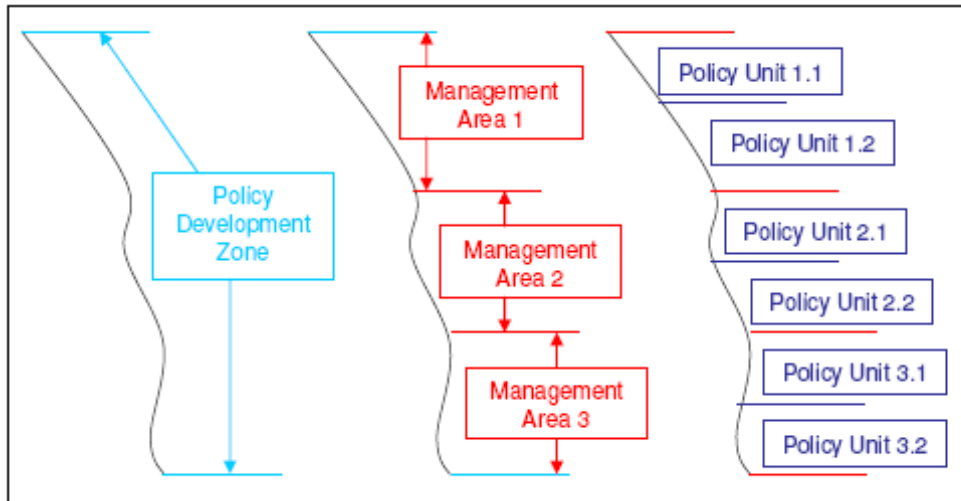 Policy
Development
Zone
Management
Area 1
Management
Area 2
Management
Area 3
Policy Unit 1.1
Policy Unit 1.2
Policy Unit 2.1
Policy Unit 2.2
Policy Unit 3.1
Policy Unit 3.2